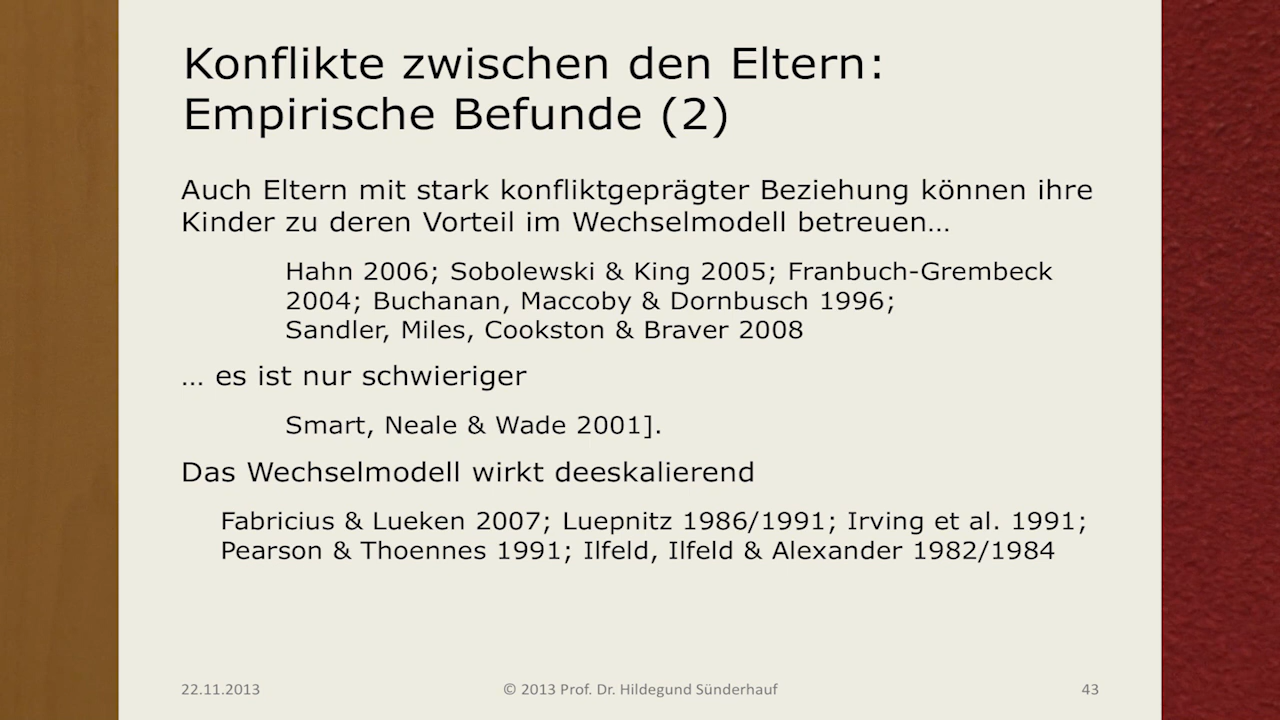 Konflikte zwischen den Eltern:
Empirische Befunde (2)
Auch Eltern mit stark konfliktgeprägter Beziehung können ihre
Kinder zu deren Vorteil im Wechselmodell betreuen…
Hahn 2006; Sobolewski & King 2005; Franbuch-Grembeck
2004; Buchanan, Maccoby & Dornbusch 1996;
Sandler, Miles, Cookston & Braver 2008
… es ist nur schwieriger
Smart, Neale & Wade 2001].
Das Wechselmodell wirkt deeskalierend
Fabricius & Lueken 2007; Luepnitz 1986/1991; Irving et al. 1991;
Pearson & Thoennes 1991; Ilfeld, Ilfeld & Alexander 1982/1984
22.11.2013 © 2013 Prof. Dr. Hildegund Sünderhauf 43